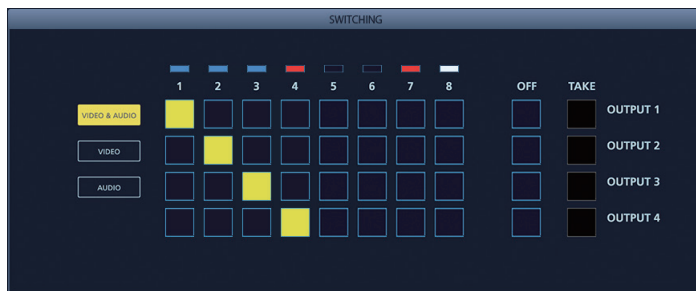 SWITCHING
1 2 3 4 5 6 7 8 OFF TAKE
VIDEO & AUDIO OUTPUT 1
VIDEO OUTPUT 2
AUDIO OUTPUT 3
OUTPUT 4